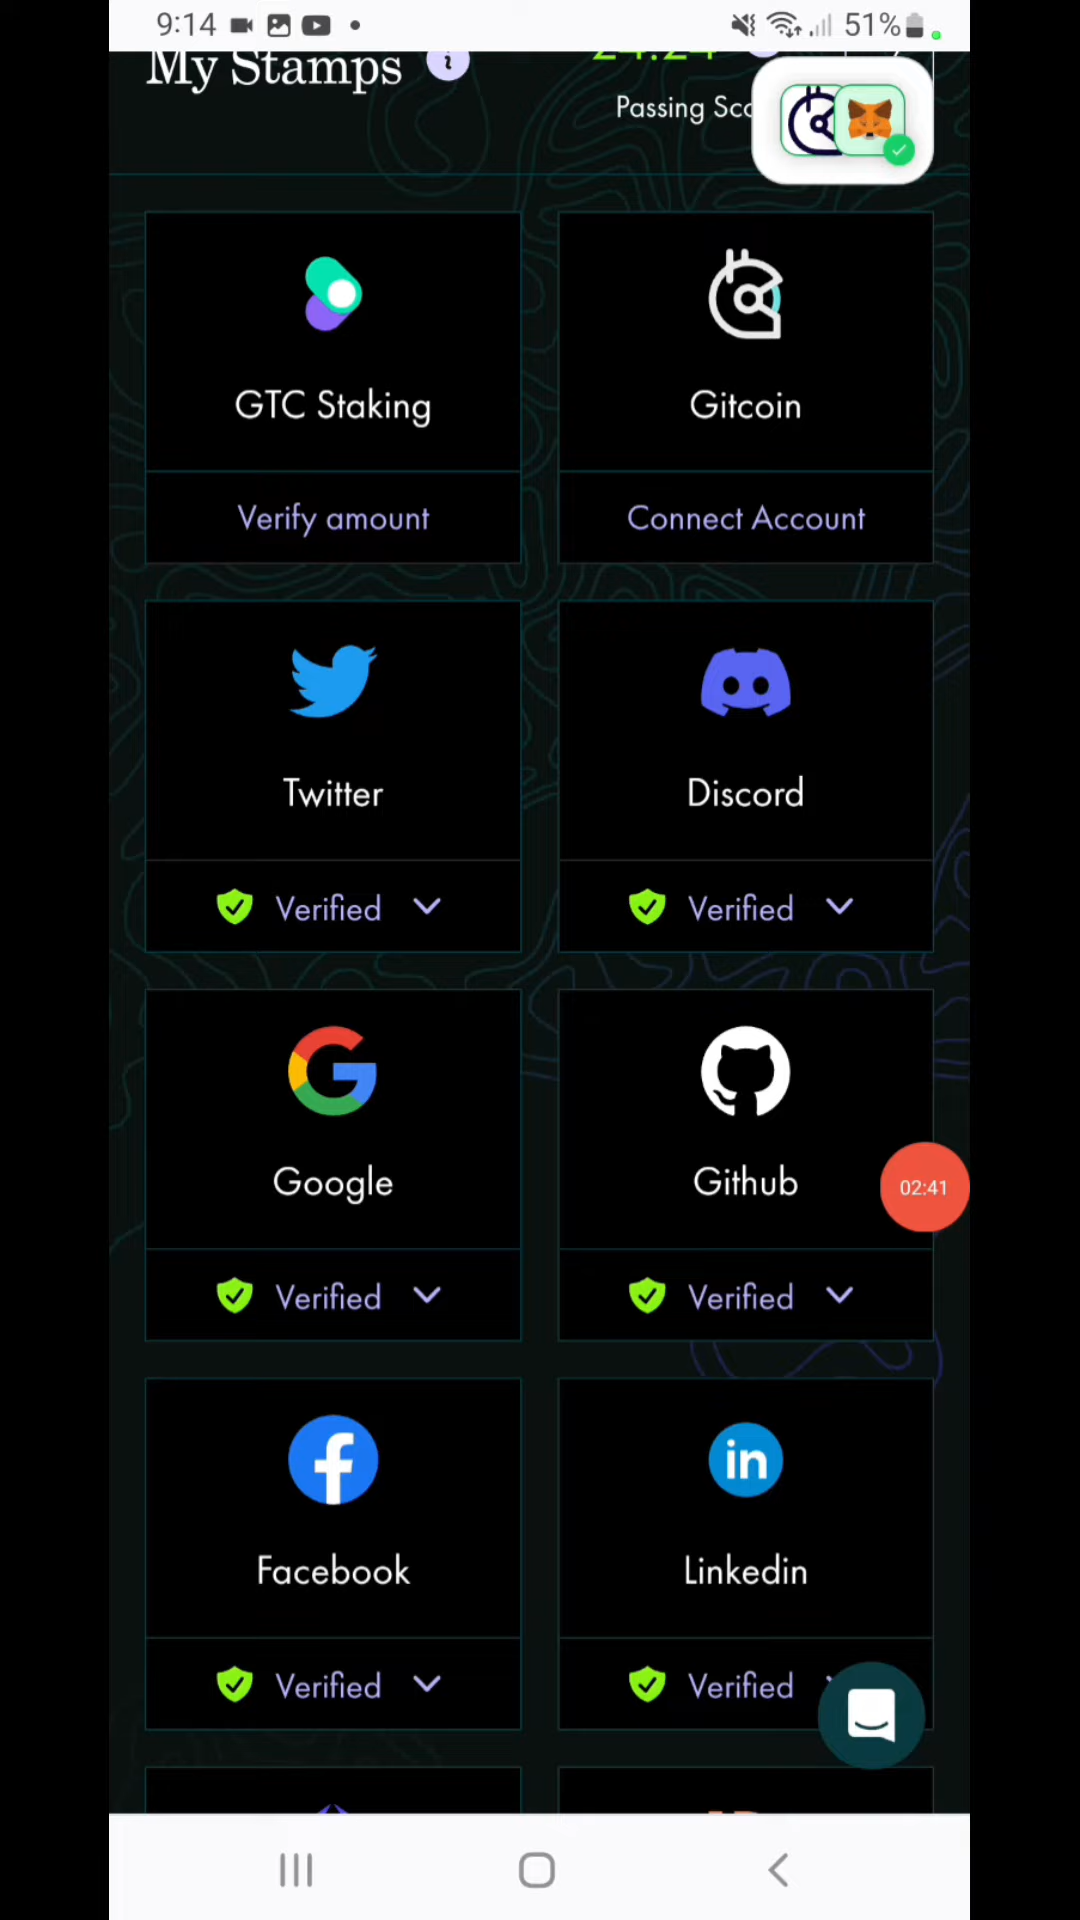 9:14
51%
My Stamps
Passing
GTC Staking
Gitcoin
Verify amount
Connect Account
Twitter
Discord
Verified
Verified
Google
Github
02:41
Verified
Verified
Facebook
Linkedin
in
Verified
Verified